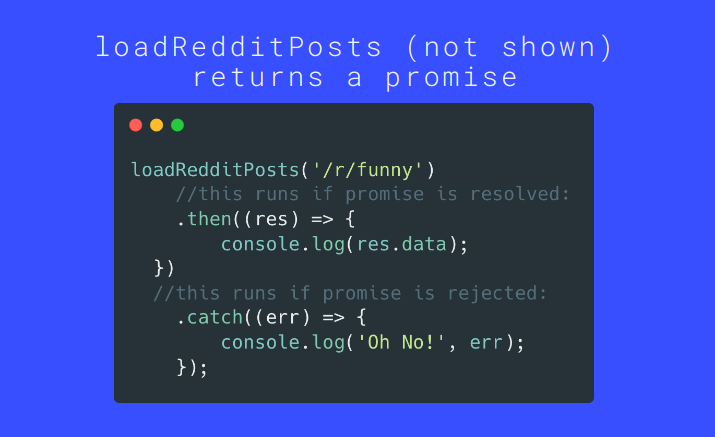 loadRedditPosts (not shown)
returns a promise
loadRedditPosts('/r/funny')
//this runs if promise is resolved:
.then((res) => {
console.log(res.data);
})
//this runs if promise is rejected:
.catch((err) => {
console.log('Oh No!', err);
});